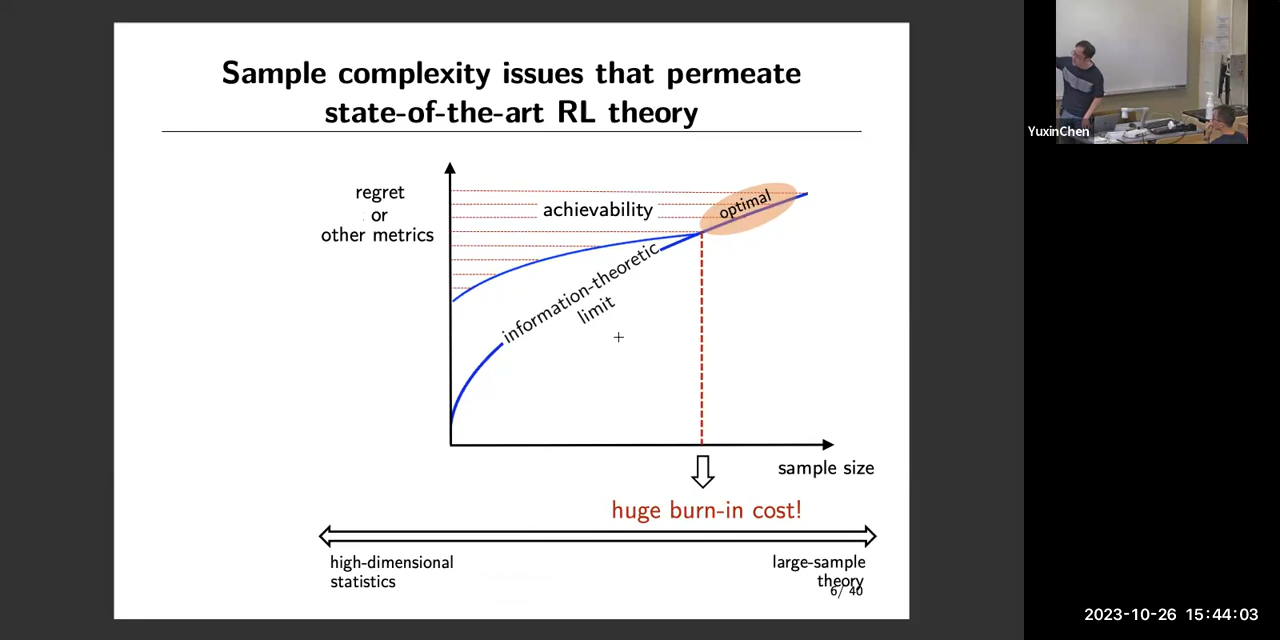 Sample complexity issues that permeate
state-of-the-art RL theory
regret
or
other metrics
achievability
optimal
information-theoretic
limit
sample size
huge burn-in cost!
high-dimensional
statistics
large-sample
theory
6/ 40
YuxinChen
2023-10-26 15:44:03